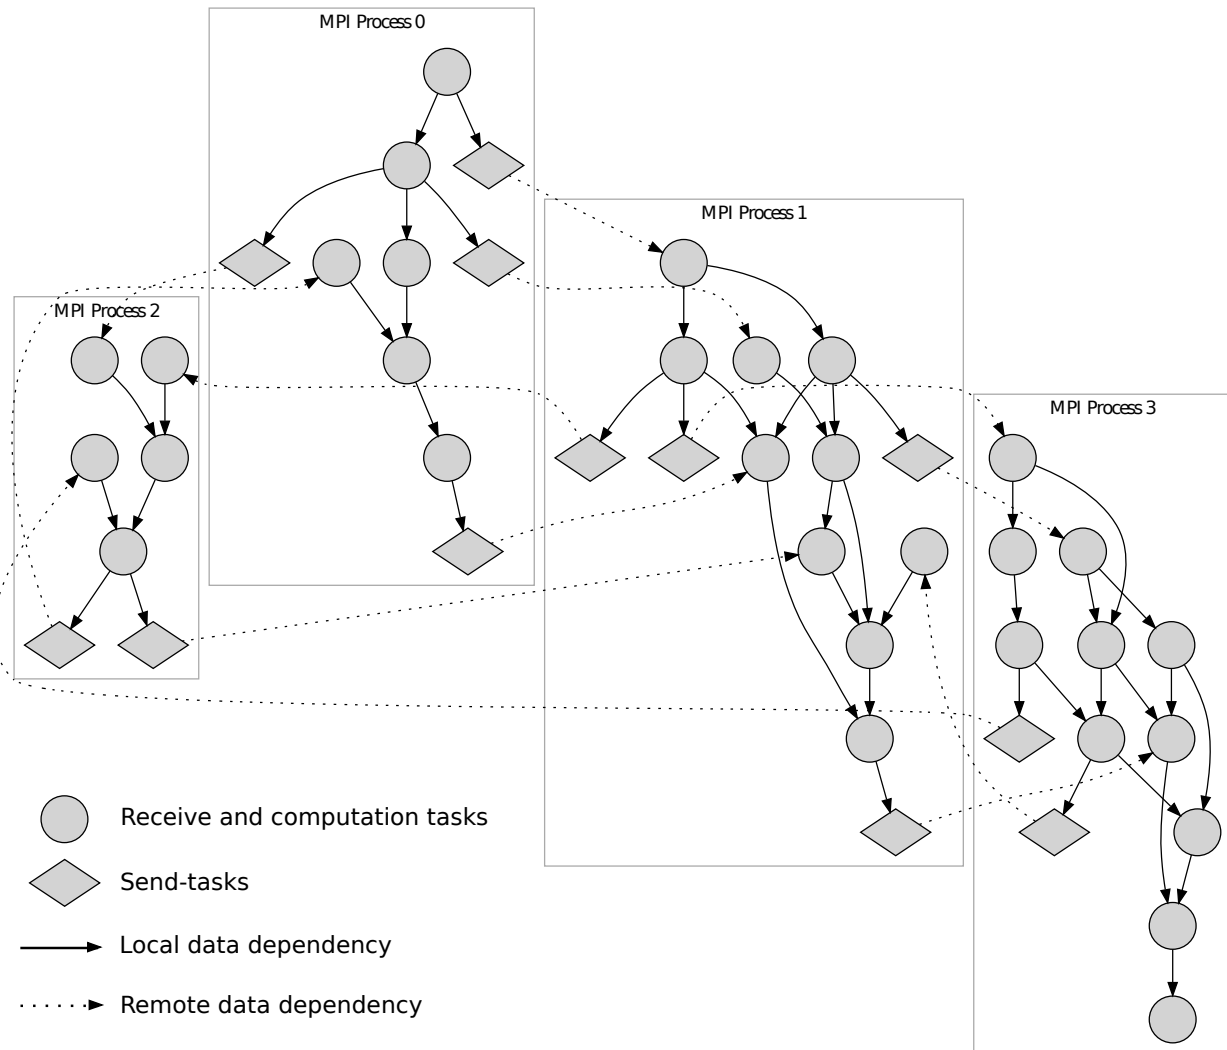 MPI Process 0
MPI Process 1
MPI Process 2
MPI Process 3
Receive and computation tasks
Send-tasks
Local data dependency
Remote data dependency